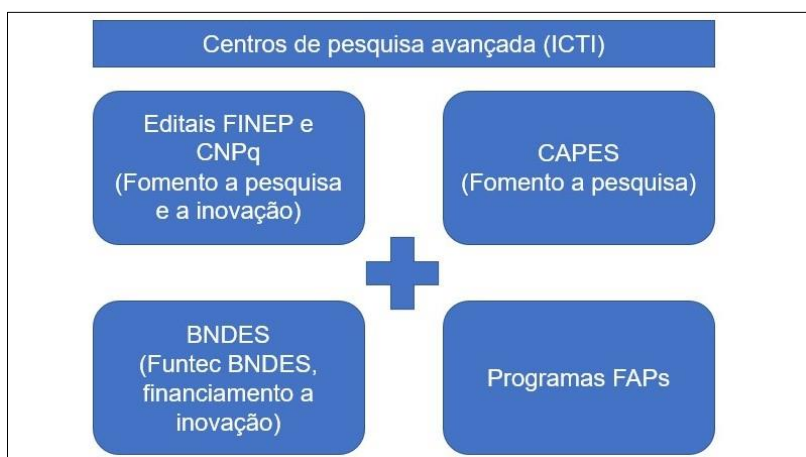 Centros de pesquisa avançada (ICTI)
Editais FINEP e
CNPq
(Fomento a pesquisa
e a inovação)
CAPES
(Fomento a pesquisa)
BNDES
(Funtec BNDES,
financiamento a
inovação)
Programas FAPs